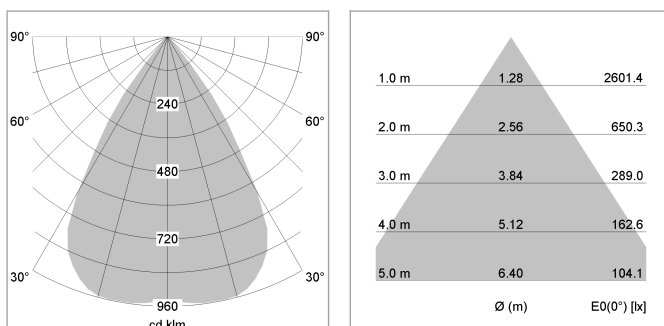 90° 90°
240
60° 60°
480
720
30° 30°
960
cd klm
1.0 m 1.28 2601.4
2.0 m 2.56 650.3
3.0 m 3.84 289.0
4.0 m 5.12 162.6
5.0 m 6.40 104.1
Ø (m) E0(0°) [lx]